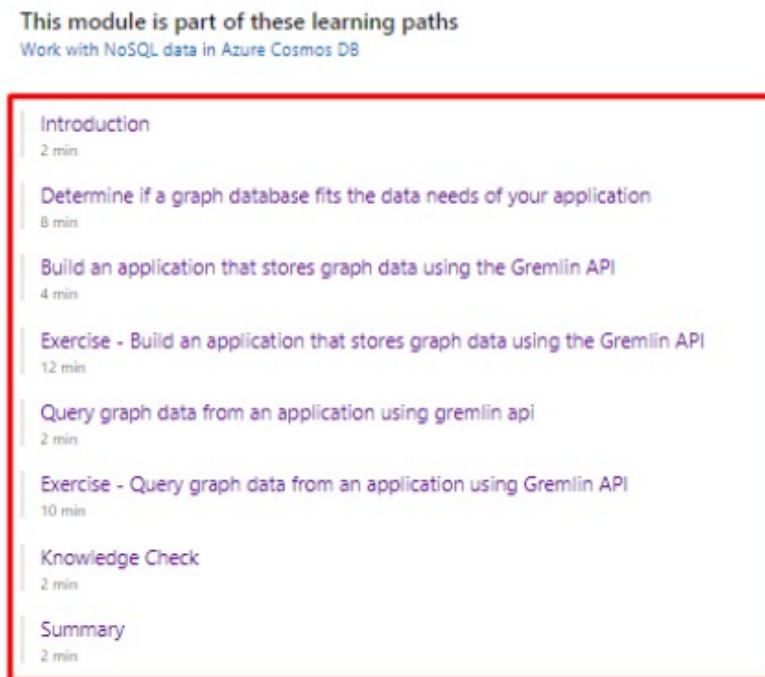 This module is part of these learning paths
Work with NoSQL data in Azure Cosmos DB
Introduction
2 min
Determine if a graph database fits the data needs of your application
8 min
Build an application that stores graph data using the Gremlin API
4 min
Exercise - Build an application that stores graph data using the Gremlin API
12 min
Query graph data from an application using gremlin api
2 min
Exercise - Query graph data from an application using Gremlin API
10 min
Knowledge Check
2 min
Summary
2 min